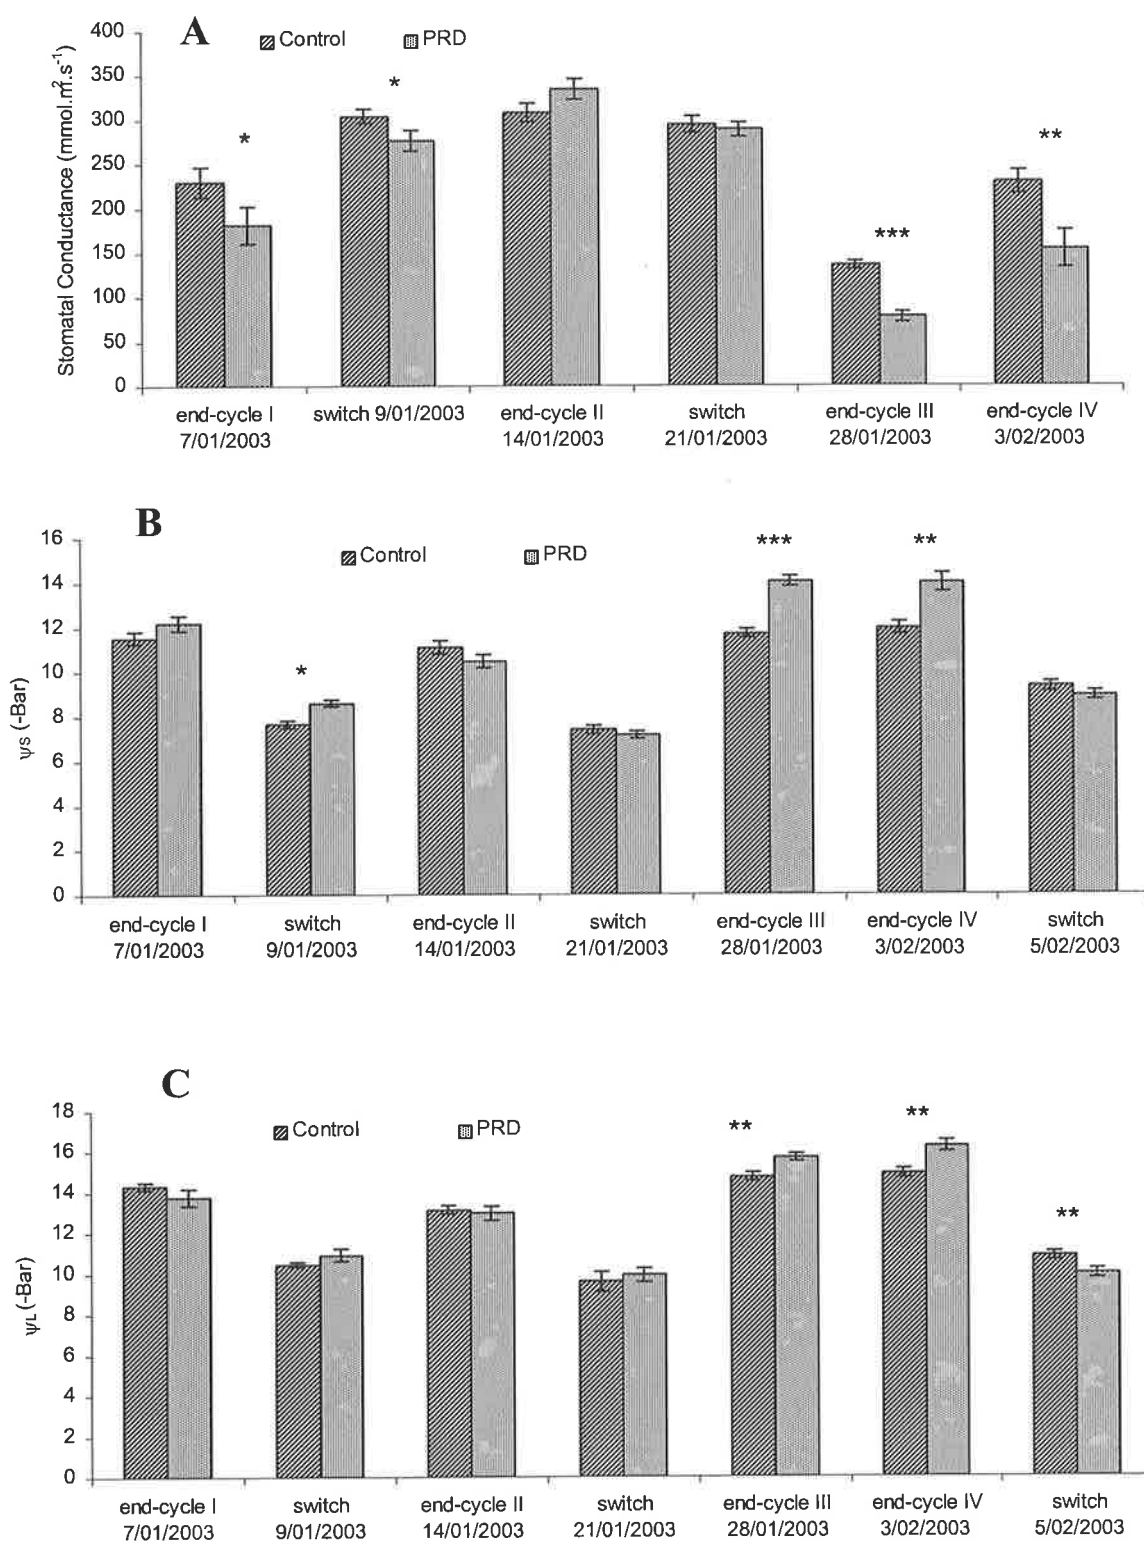 A
Control PRD
Stomatal Conductance (mmol.m².s⁻¹)
400
350
300
250
200
150
100
50
0
*
*
***
**
end-cycle I switch 9/01/2003 end-cycle II switch end-cycle III end-cycle IV
7/01/2003 14/01/2003 21/01/2003 28/01/2003 3/02/2003
B
Control PRD
ψS (-Bar)
16
14
12
10
8
6
4
2
0
*
***
**
end-cycle I switch end-cycle II switch end-cycle III end-cycle IV switch
7/01/2003 9/01/2003 14/01/2003 21/01/2003 28/01/2003 3/02/2003 5/02/2003
C
Control PRD
ψL (-Bar)
18
16
14
12
10
8
6
4
2
0
**
**
**
end-cycle I switch end-cycle II switch end-cycle III end-cycle IV switch
7/01/2003 9/01/2003 14/01/2003 21/01/2003 28/01/2003 3/02/2003 5/02/2003